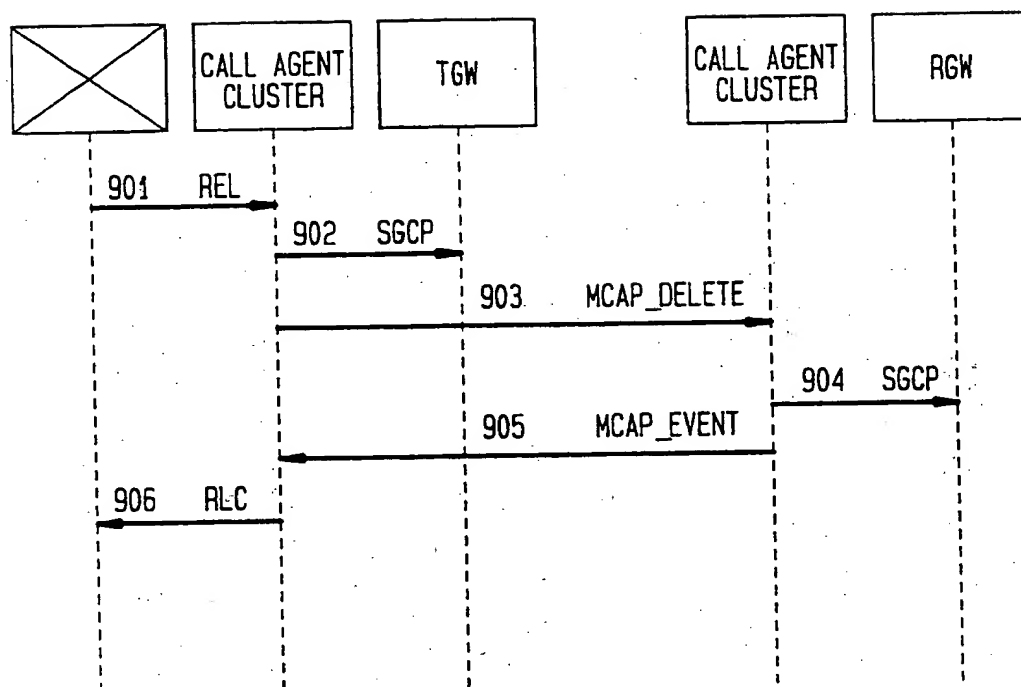 CALL AGENT
CLUSTER
TGW
CALL AGENT
CLUSTER
RGW
901 REL
902 SGCP
903 MCAP_DELETE
904 SGCP
905 MCAP_EVENT
906 RLC